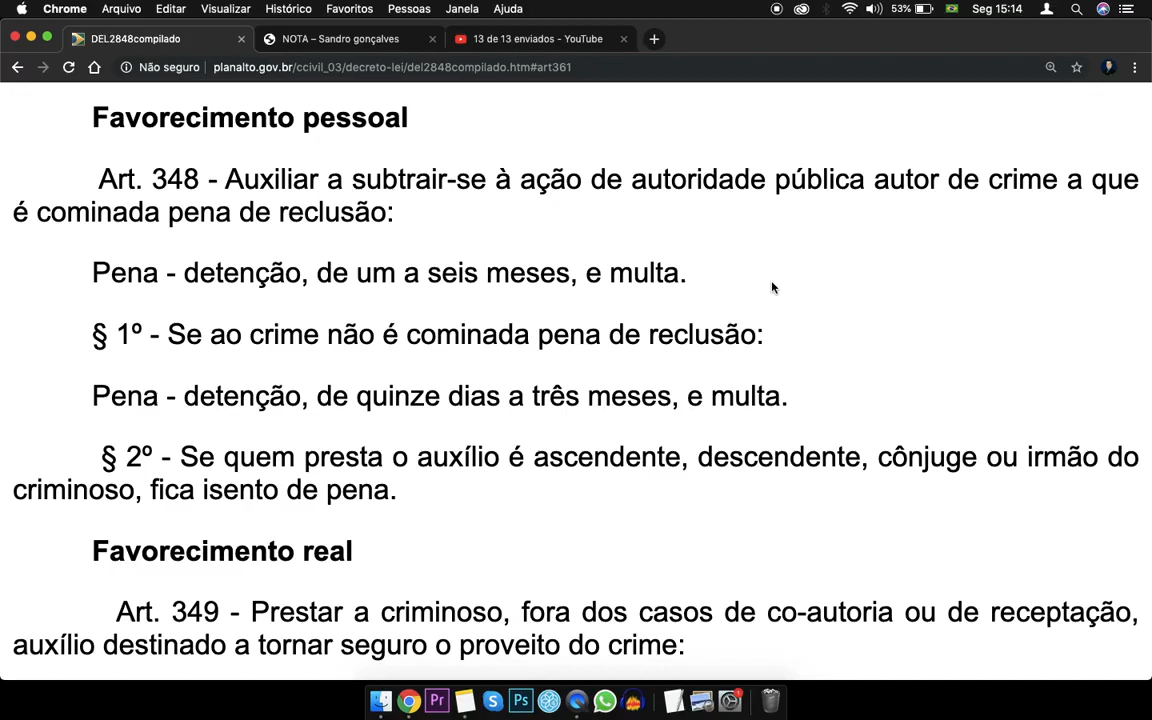 Chrome Arquivo Editar Visualizar Histórico Favoritos Pessoas Janela Ajuda 53% Seg 15:14
DEL2848compilado NOTA – Sandro gonçalves 13 de 13 enviados - YouTube
Não seguro planalto.gov.br/ccivil_03/decreto-lei/del2848compilado.htm#art361
Favorecimento pessoal
Art. 348 - Auxiliar a subtrair-se à ação de autoridade pública autor de crime a que
é cominada pena de reclusão:
Pena - detenção, de um a seis meses, e multa.
§ 1º - Se ao crime não é cominada pena de reclusão:
Pena - detenção, de quinze dias a três meses, e multa.
§ 2º - Se quem presta o auxílio é ascendente, descendente, cônjuge ou irmão do
criminoso, fica isento de pena.
Favorecimento real
Art. 349 - Prestar a criminoso, fora dos casos de co-autoria ou de receptação,
auxílio destinado a tornar seguro o proveito do crime:
Pr S Ps